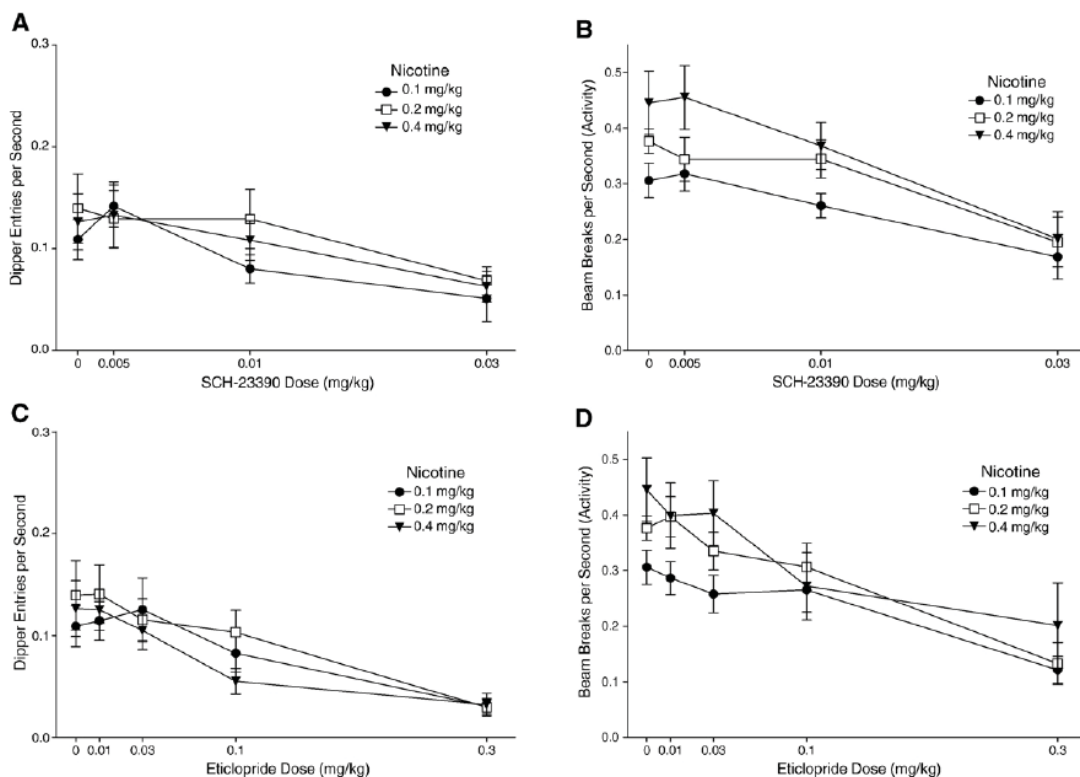 A
0.3
Nicotine
0.1 mg/kg
0.2 mg/kg
0.4 mg/kg
Dipper Entries per Second
0.2
0.1
0.0
0 0.005 0.01 0.03
SCH-23390 Dose (mg/kg)
B
0.5
Nicotine
0.1 mg/kg
0.2 mg/kg
0.4 mg/kg
Beam Breaks per Second (Activity)
0.4
0.3
0.2
0.1
0.0
0 0.005 0.01 0.03
SCH-23390 Dose (mg/kg)
C
0.3
Nicotine
0.1 mg/kg
0.2 mg/kg
0.4 mg/kg
Dipper Entries per Second
0.2
0.1
0.0
0 0.01 0.03 0.1 0.3
Eticlopride Dose (mg/kg)
D
0.5
Nicotine
0.1 mg/kg
0.2 mg/kg
0.4 mg/kg
Beam Breaks per Second (Activity)
0.4
0.3
0.2
0.1
0.0
0 0.01 0.03 0.1 0.3
Eticlopride Dose (mg/kg)